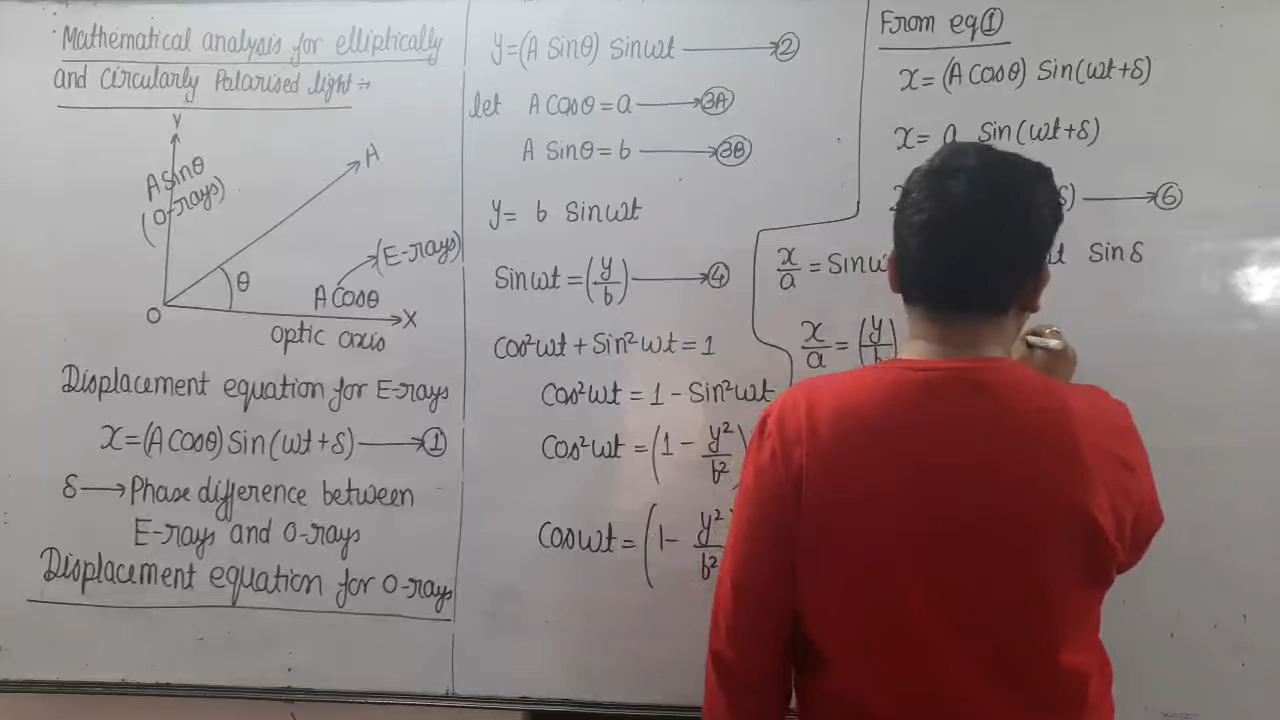 Mathematical analysis for elliptically
and Circularly Polarised light :-
Y
A sinθ
(O-rays)
A
θ
(E-rays)
A cosθ
O
X
optic axis
Displacement equation for E-rays
x=(A cosθ) Sin(ωt+δ) ①
δ → Phase difference between
E-rays and O-rays
Displacement equation for O-rays
y=(A Sinθ) Sinωt ②
let A Cosθ = a 3A
A Sinθ = b 3B
y= b Sinωt
Sinωt = (y/b) ④
Cos²ωt + Sin²ωt = 1
Cos²ωt = 1 - Sin²ωt
Cos²ωt = (1 - y²/b²)
Cosωt = (1 - y²/b²
From eq ①
x= (A Cosθ) Sin(ωt+δ)
x= a Sin(ωt+δ)
⑥
x/a = Sinω t Sinδ
x/a = (y/b